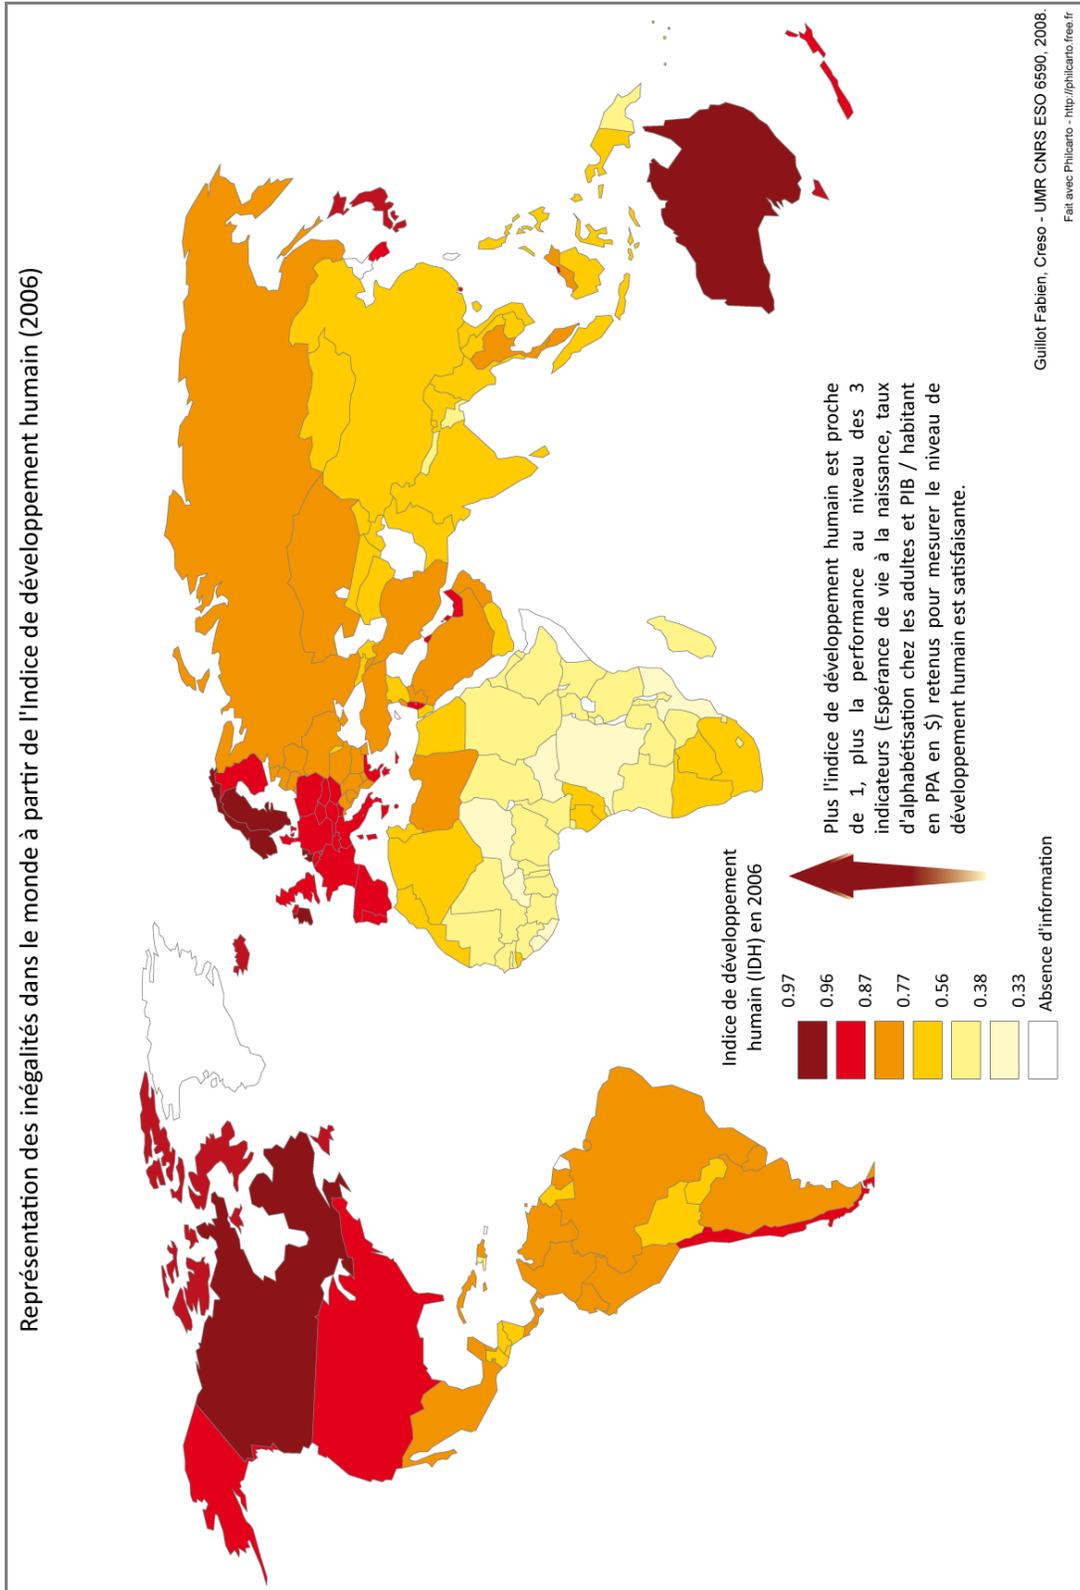 Représentation des inégalités dans le monde à partir de l'Indice de développement humain (2006)
Indice de développement
humain (IDH) en 2006
0.97
0.96
0.87
0.77
0.56
0.38
0.33
Absence d'information
Plus l'indice de développement humain est proche
de 1, plus la performance au niveau des 3
indicateurs (Espérance de vie à la naissance, taux
d'alphabétisation chez les adultes et PIB / habitant
en PPA en $) retenus pour mesurer le niveau de
développement humain est satisfaisante.
Guillot Fabien, Creso - UMR CNRS ESO 6590, 2008.
Fait avec Philcarto - http://philcarto.free.fr